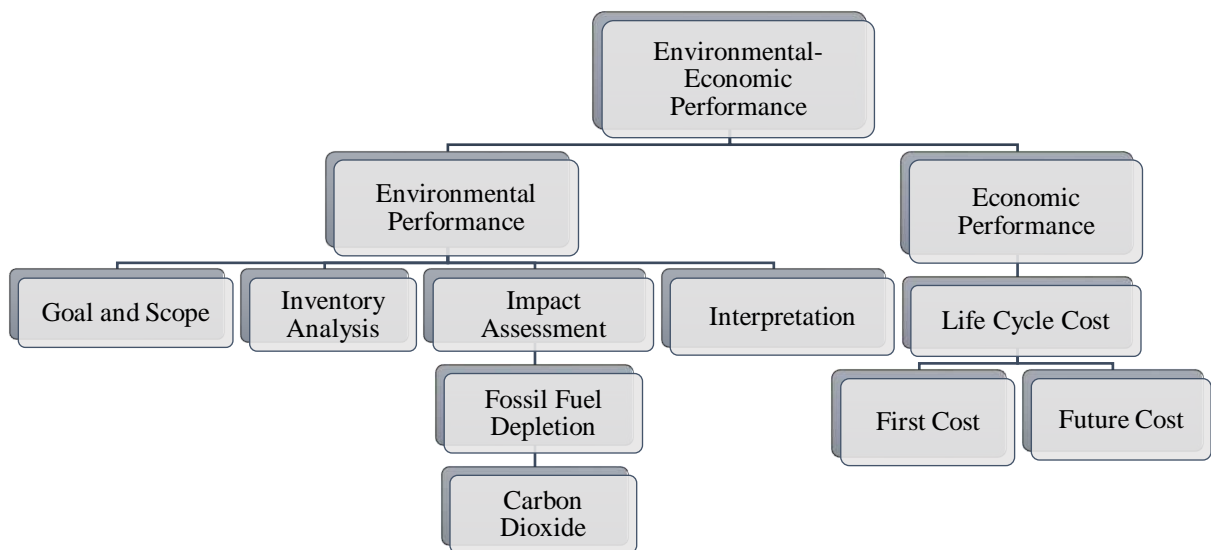 Environmental-
Economic
Performance
Environmental
Performance
Economic
Performance
Goal and Scope
Inventory
Analysis
Impact
Assessment
Interpretation
Life Cycle Cost
Fossil Fuel
Depletion
First Cost
Future Cost
Carbon
Dioxide